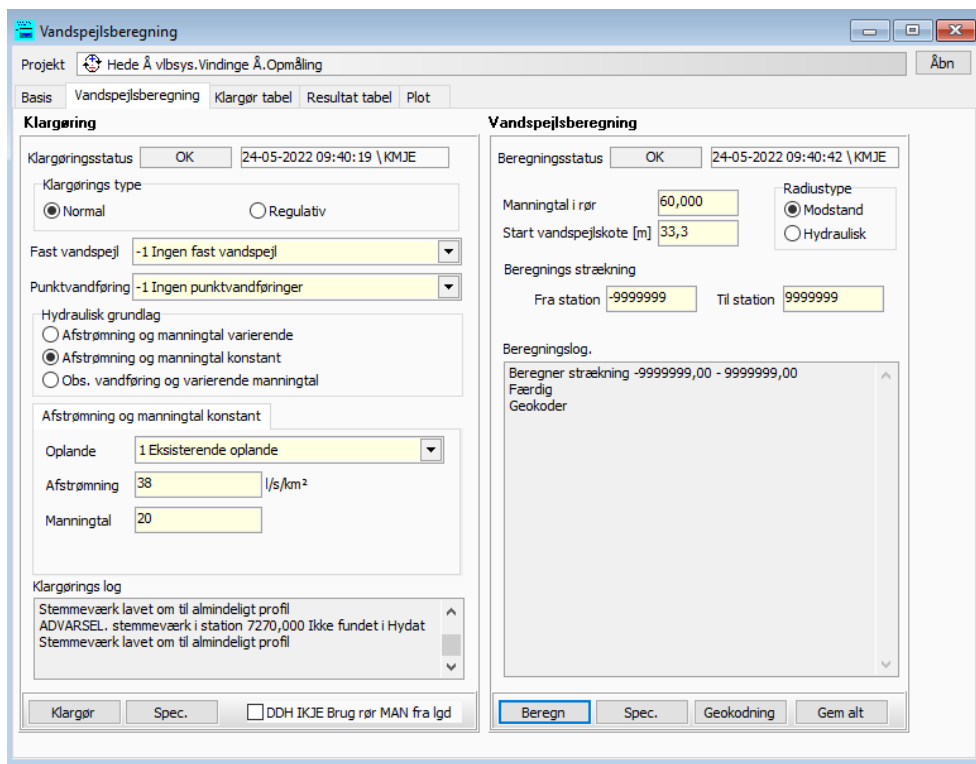 Vandspejlsberegning
Projekt Hede Å vlbsys.Vindinge Å.Opmåling Åbn
Basis Vandspejlsberegning Klargør tabel Resultat tabel Plot
Klargøring
Klargøringsstatus OK 24-05-2022 09:40:19 \KMJE
Klargørings type
Normal Regulativ
Fast vandspejl -1 Ingen fast vandspejl
Punktvandføring -1 Ingen punktvandføringer
Hydraulisk grundlag
Afstrømning og manningtal varierende
Afstrømning og manningtal konstant
Obs. vandføring og varierende manningtal
Afstrømning og manningtal konstant
Oplande 1 Eksisterende oplande
Afstrømning 38 l/s/km²
Manningtal 20
Klargørings log
Stemmeværk lavet om til almindeligt profil
ADVARSEL. stemmeværk i station 7270,000 Ikke fundet i Hydat
Stemmeværk lavet om til almindeligt profil
Klargør Spec. DDH IKJE Brug rør MAN fra lgd
Vandspejlsberegning
Beregningsstatus OK 24-05-2022 09:40:42 \KMJE
Manningtal i rør 60,000
Start vandspejlskote [m] 33,3
Radiustype
Modstand
Hydraulisk
Beregnings strækning
Fra station -9999999 Til station 9999999
Beregningslog.
Beregner strækning -9999999,00 - 9999999,00
Færdig
Geokoder
Beregn Spec. Geokodning Gem alt